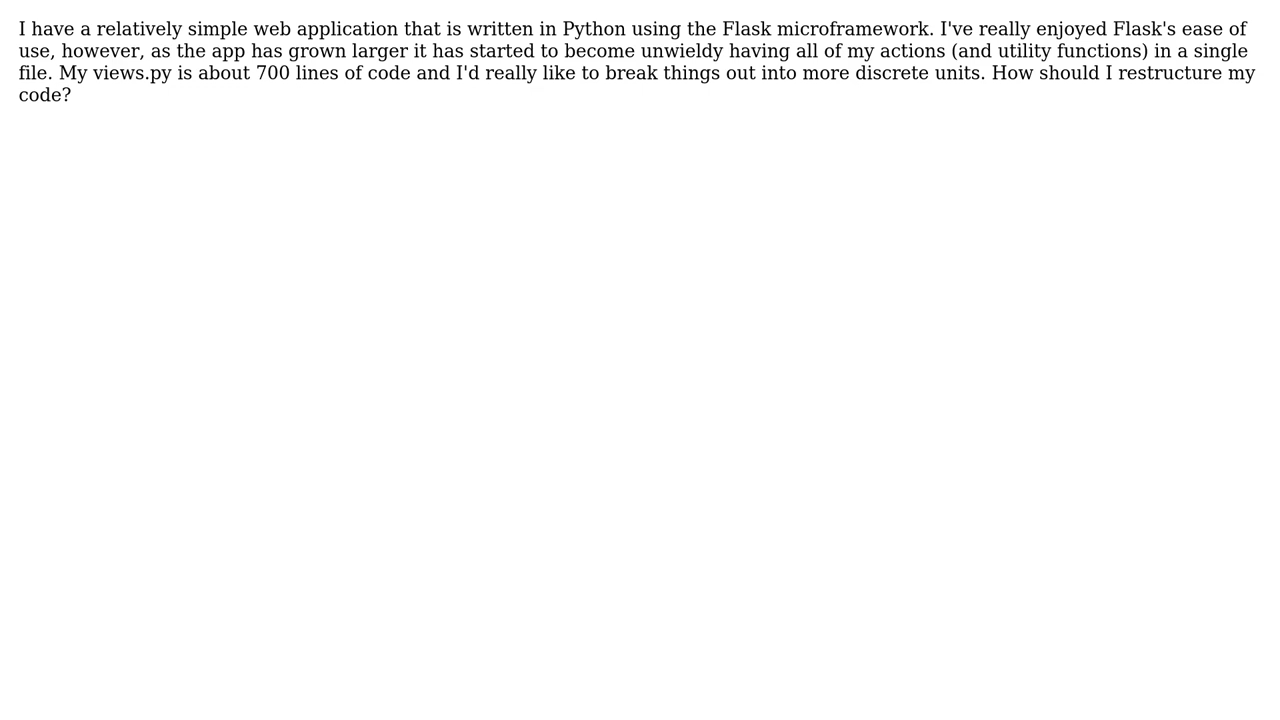 I have a relatively simple web application that is written in Python using the Flask microframework. I've really enjoyed Flask's ease of
use, however, as the app has grown larger it has started to become unwieldy having all of my actions (and utility functions) in a single
file. My views.py is about 700 lines of code and I'd really like to break things out into more discrete units. How should I restructure my
code?